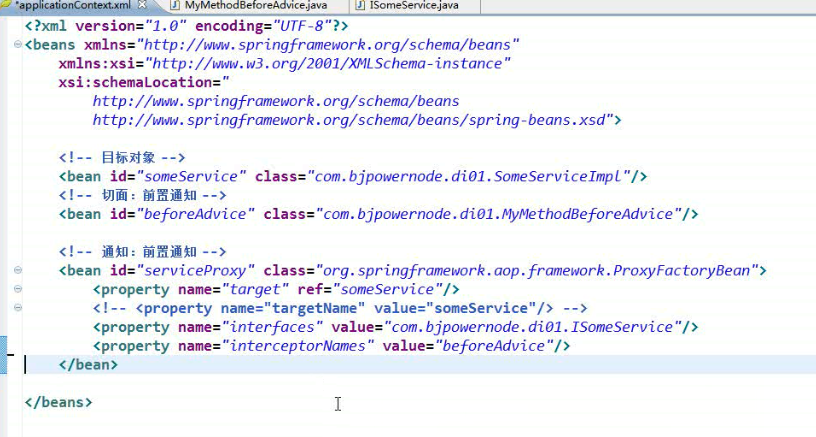 *applicationContext.xml MyMethodBeforeAdvice.java ISomeService.java
<?xml version="1.0" encoding="UTF-8"?>
<beans xmlns="http://www.springframework.org/schema/beans"
xmlns:xsi="http://www.w3.org/2001/XMLSchema-instance"
xsi:schemaLocation="
http://www.springframework.org/schema/beans
http://www.springframework.org/schema/beans/spring-beans.xsd">
<!-- 目标对象 -->
<bean id="someService" class="com.bjpowernode.di01.SomeServiceImpl"/>
<!-- 切面：前置通知 -->
<bean id="beforeAdvice" class="com.bjpowernode.di01.MyMethodBeforeAdvice"/>
<!-- 通知：前置通知 -->
<bean id="serviceProxy" class="org.springframework.aop.framework.ProxyFactoryBean">
<property name="target" ref="someService"/>
<!-- <property name="targetName" value="someService"/> -->
<property name="interfaces" value="com.bjpowernode.di01.ISomeService"/>
<property name="interceptorNames" value="beforeAdvice"/>
</bean>
</beans>